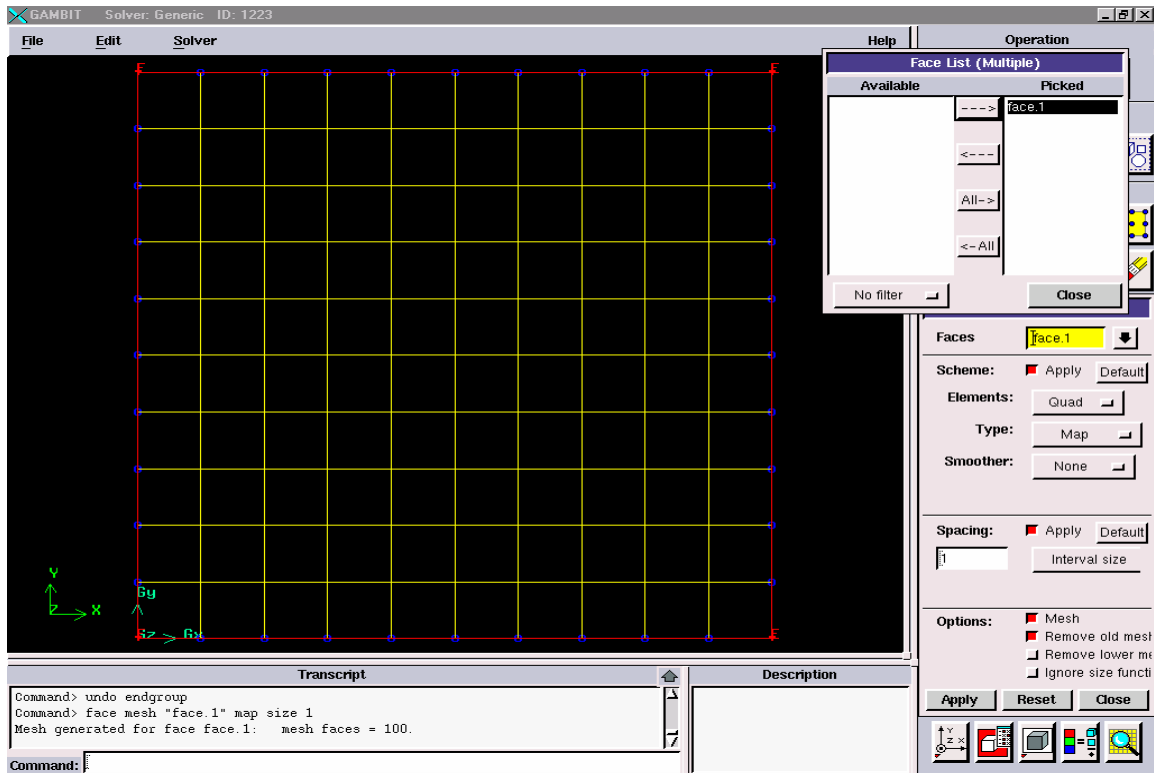 GAMBIT Solver: Generic ID: 1223
File Edit Solver Help
Operation
Face List (Multiple)
Available Picked
--->
face.1
<---
All->
<-All
No filter
Close
Faces face.1
Scheme: Apply Default
Elements: Quad
Type: Map
Smoother: None
Spacing: Apply Default
1 Interval size
Options: Mesh
Remove old mesh
Remove lower me
Ignore size functi
Apply Reset Close
E E
Y
Z X
Gy
Gz Gx
E
Transcript
Command> undo endgroup
Command> face mesh "face.1" map size 1
Mesh generated for face face.1: mesh faces = 100.
Description
Command:
Y
Z X